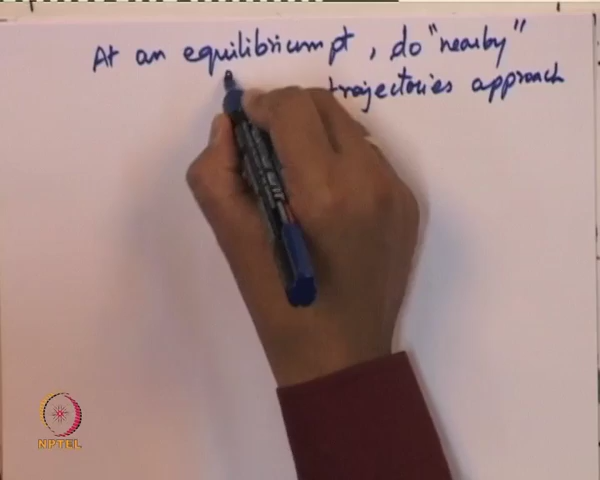 At an equilibrium pt, do "nearby"
trajectories approach
NPTEL